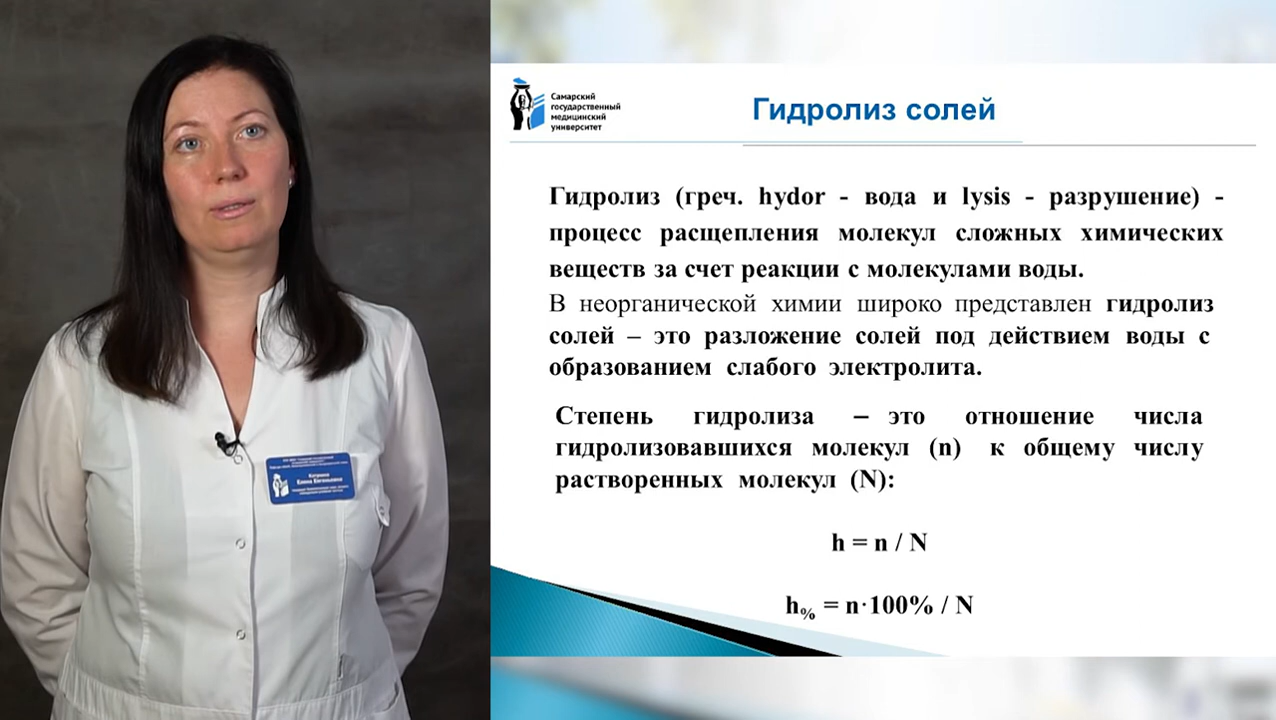 Самарский
государственный
медицинский
университет
Гидролиз солей
Гидролиз (греч. hydor - вода и lysis - разрушение) -
процесс расщепления молекул сложных химических
веществ за счет реакции с молекулами воды.
В неорганической химии широко представлен гидролиз
солей – это разложение солей под действием воды с
образованием слабого электролита.
Степень гидролиза – это отношение числа
гидролизовавшихся молекул (n) к общему числу
растворенных молекул (N):
h = n / N
h% = n·100% / N
Елена Евгеньевна